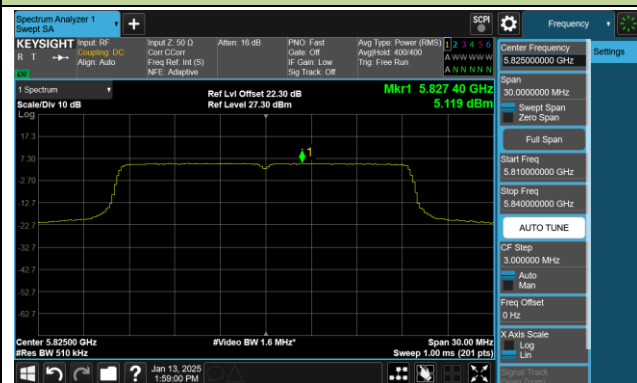 Spectrum Analyzer 1
Swept SA
+
SCPI
Frequency
KEYSIGHT
R T
LXI
Input: RF
Coupling: DC
Align: Auto
Input Z: 50 Ω
Corr CCorr
Freq Ref: Int (S)
NFE: Adaptive
Atten: 16 dB
PNO: Fast
Gate: Off
IF Gain: Low
Sig Track: Off
Avg Type: Power (RMS)
Avg|Hold: 400/400
Trig: Free Run
1 2 3 4 5 6
A W W W W W
A N N N N N
1 Spectrum
Scale/Div 10 dB
Log
Ref Lvl Offset 22.30 dB
Ref Level 27.30 dBm
Mkr1 5.827 40 GHz
5.119 dBm
17.3
7.30
-2.70
-12.7
-22.7
-32.7
-42.7
-52.7
-62.7
1
Center 5.82500 GHz
#Res BW 510 kHz
#Video BW 1.6 MHz*
Span 30.00 MHz
Sweep 1.00 ms (201 pts)
Jan 13, 2025
1:59:00 PM
?
Center Frequency
5.825000000 GHz
Settings
Span
30.0000000 MHz
Swept Span
Zero Span
Full Span
Start Freq
5.810000000 GHz
Stop Freq
5.840000000 GHz
AUTO TUNE
CF Step
3.000000 MHz
Auto
Man
Freq Offset
0 Hz
X Axis Scale
Log
Lin
Signal Track
(Span Zoom)